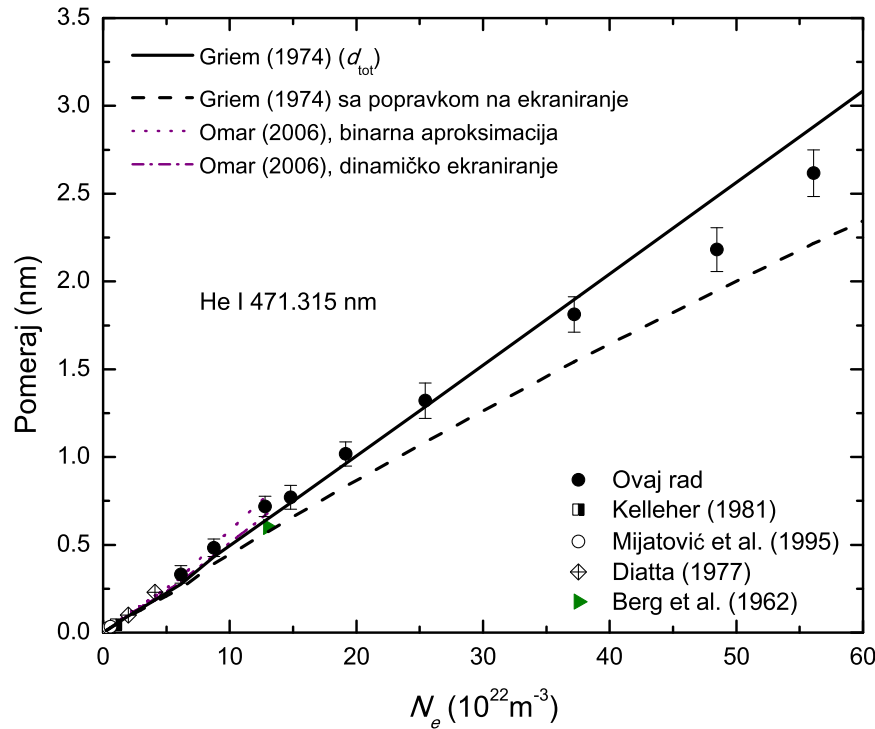 3.5
3.0
2.5
2.0
1.5
1.0
0.5
0.0
Pomeraj (nm)
Griem (1974) (d_tot)
Griem (1974) sa popravkom na ekraniranje
Omar (2006), binarna aproksimacija
Omar (2006), dinamičko ekraniranje
He I 471.315 nm
Ovaj rad
Kelleher (1981)
Mijatović et al. (1995)
Diatta (1977)
Berg et al. (1962)
0 10 20 30 40 50 60
N_e (10^22 m^-3)